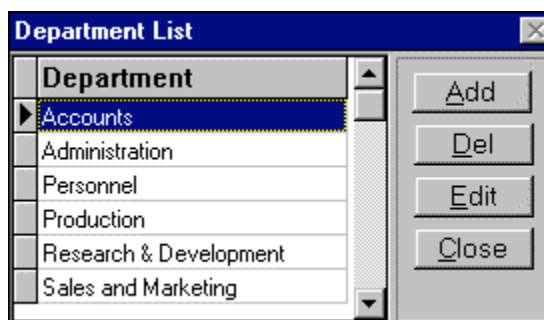 Department List
Department
Accounts
Administration
Personnel
Production
Research & Development
Sales and Marketing
Add
Del
Edit
Close